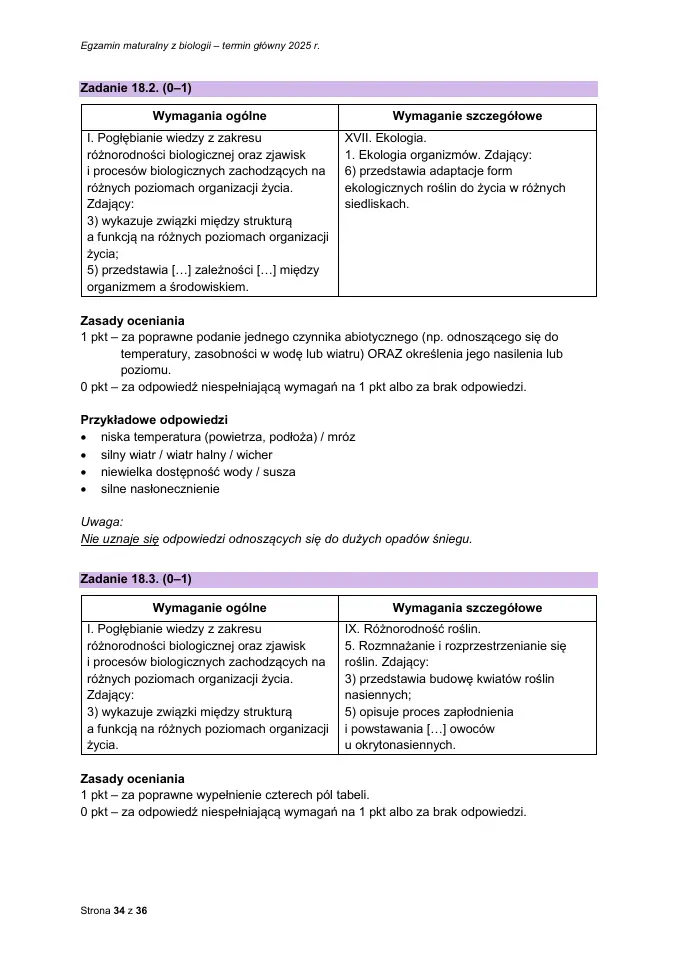 Egzamin maturalny z biologii – termin główny 2025 r.
Zadanie 18.2. (0–1)
Wymagania ogólne
Wymaganie szczegółowe
I. Pogłębianie wiedzy z zakresu
różnorodności biologicznej oraz zjawisk
i procesów biologicznych zachodzących na
różnych poziomach organizacji życia.
Zdający:
3) wykazuje związki między strukturą
a funkcją na różnych poziomach organizacji
życia;
5) przedstawia […] zależności […] między
organizmem a środowiskiem.
XVII. Ekologia.
1. Ekologia organizmów. Zdający:
6) przedstawia adaptacje form
ekologicznych roślin do życia w różnych
siedliskach.
Zasady oceniania
1 pkt – za poprawne podanie jednego czynnika abiotycznego (np. odnoszącego się do
temperatury, zasobności w wodę lub wiatru) ORAZ określenia jego nasilenia lub
poziomu.
0 pkt – za odpowiedź niespełniającą wymagań na 1 pkt albo za brak odpowiedzi.
Przykładowe odpowiedzi
• niska temperatura (powietrza, podłoża) / mróz
• silny wiatr / wiatr halny / wicher
• niewielka dostępność wody / susza
• silne nasłonecznienie
Uwaga:
Nie uznaje się odpowiedzi odnoszących się do dużych opadów śniegu.
Zadanie 18.3. (0–1)
Wymaganie ogólne
Wymagania szczegółowe
I. Pogłębianie wiedzy z zakresu
różnorodności biologicznej oraz zjawisk
i procesów biologicznych zachodzących na
różnych poziomach organizacji życia.
Zdający:
3) wykazuje związki między strukturą
a funkcją na różnych poziomach organizacji
życia.
IX. Różnorodność roślin.
5. Rozmnażanie i rozprzestrzenianie się
roślin. Zdający:
3) przedstawia budowę kwiatów roślin
nasiennych;
5) opisuje proces zapłodnienia
i powstawania […] owoców
u okrytonasiennych.
Zasady oceniania
1 pkt – za poprawne wypełnienie czterech pól tabeli.
0 pkt – za odpowiedź niespełniającą wymagań na 1 pkt albo za brak odpowiedzi.
Strona 34 z 36